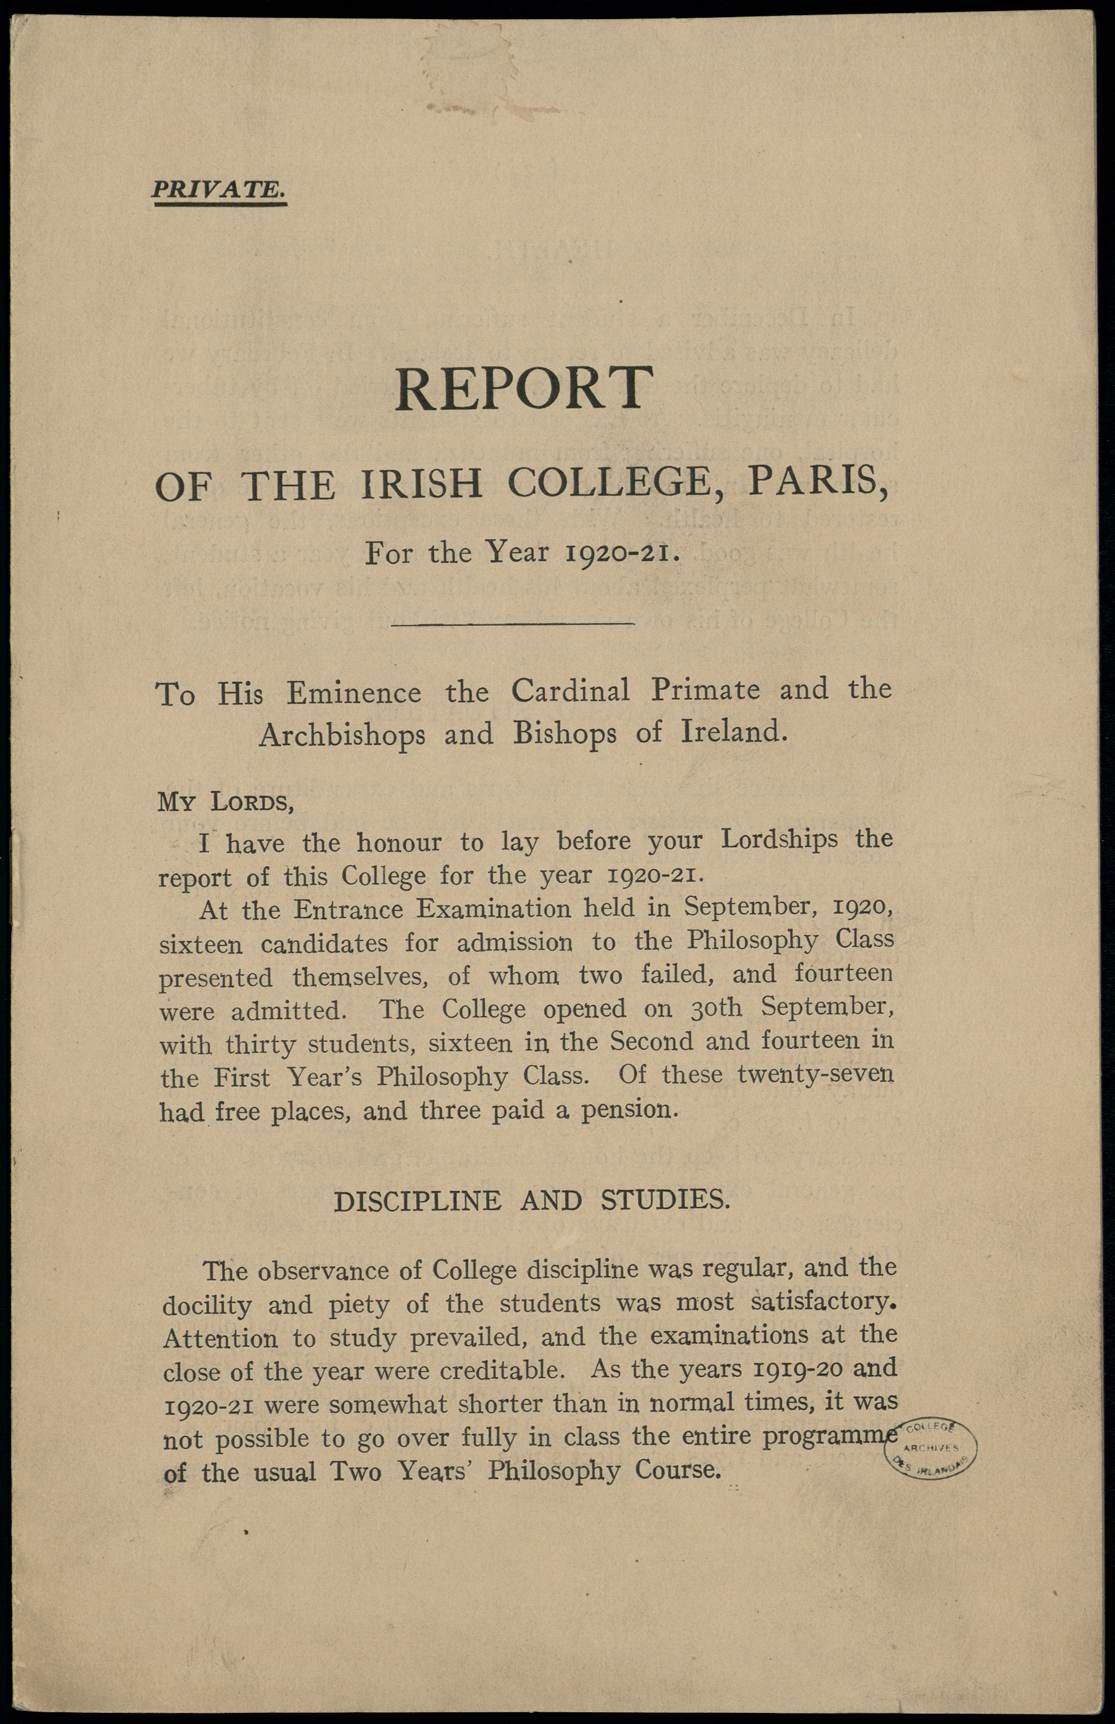 PRIVATE.
REPORT
OF THE IRISH COLLEGE, PARIS,
For the Year 1920-21.
To His Eminence the Cardinal Primate and the
Archbishops and Bishops of Ireland.
MY LORDS,
I have the honour to lay before your Lordships the
report of this College for the year 1920-21.
At the Entrance Examination held in September, 1920,
sixteen candidates for admission to the Philosophy Class
presented themselves, of whom two failed, and fourteen
were admitted. The College opened on 30th September,
with thirty students, sixteen in the Second and fourteen in
the First Year's Philosophy Class. Of these twenty-seven
had free places, and three paid a pension.
DISCIPLINE AND STUDIES.
The observance of College discipline was regular, and the
docility and piety of the students was most satisfactory.
Attention to study prevailed, and the examinations at the
close of the year were creditable. As the years 1919-20 and
1920-21 were somewhat shorter than in normal times, it was
not possible to go over fully in class the entire programme
of the usual Two Years' Philosophy Course.
COLLEGE
ARCHIVES
DES IRLANDAIS